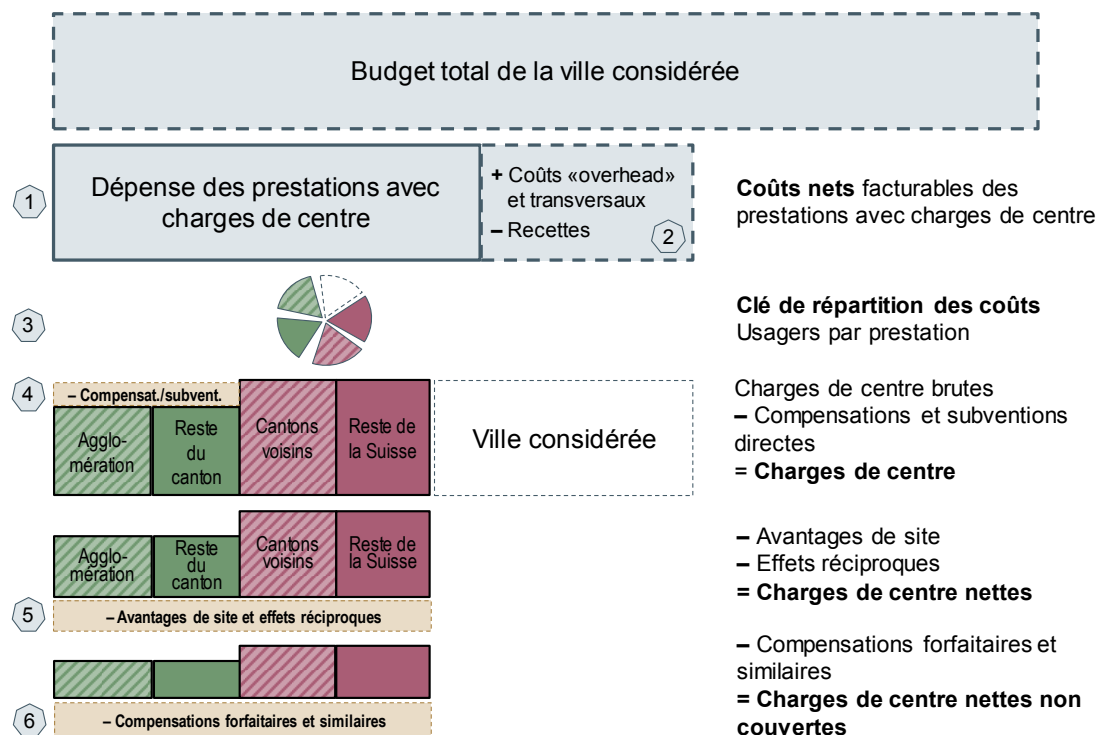 Budget total de la ville considérée
1
Dépense des prestations avec
charges de centre
+ Coûts «overhead»
et transversaux
– Recettes
2
Coûts nets facturables des
prestations avec charges de centre
3
Clé de répartition des coûts
Usagers par prestation
4
– Compensat./subvent.
Agglo-
mération
Reste
du
canton
Cantons
voisins
Reste de
la Suisse
Ville considérée
Charges de centre brutes
– Compensations et subventions
directes
= Charges de centre
Agglo-
mération
Reste
du
canton
Cantons
voisins
Reste de
la Suisse
5
– Avantages de site et effets réciproques
– Avantages de site
– Effets réciproques
= Charges de centre nettes
6
– Compensations forfaitaires et similaires
– Compensations forfaitaires et
similaires
= Charges de centre nettes non
couvertes